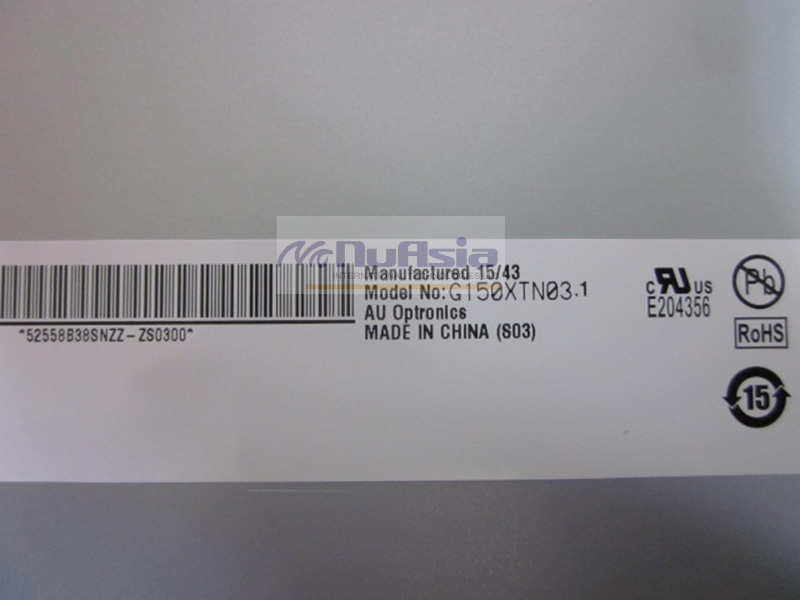 NuAsia
Manufactured 15/43
Model No: G150XTN03.1
AU Optronics
MADE IN CHINA (S03)
*52558B38SNZZ-ZS0300*
c RU US
E204356
Pb
RoHS
15